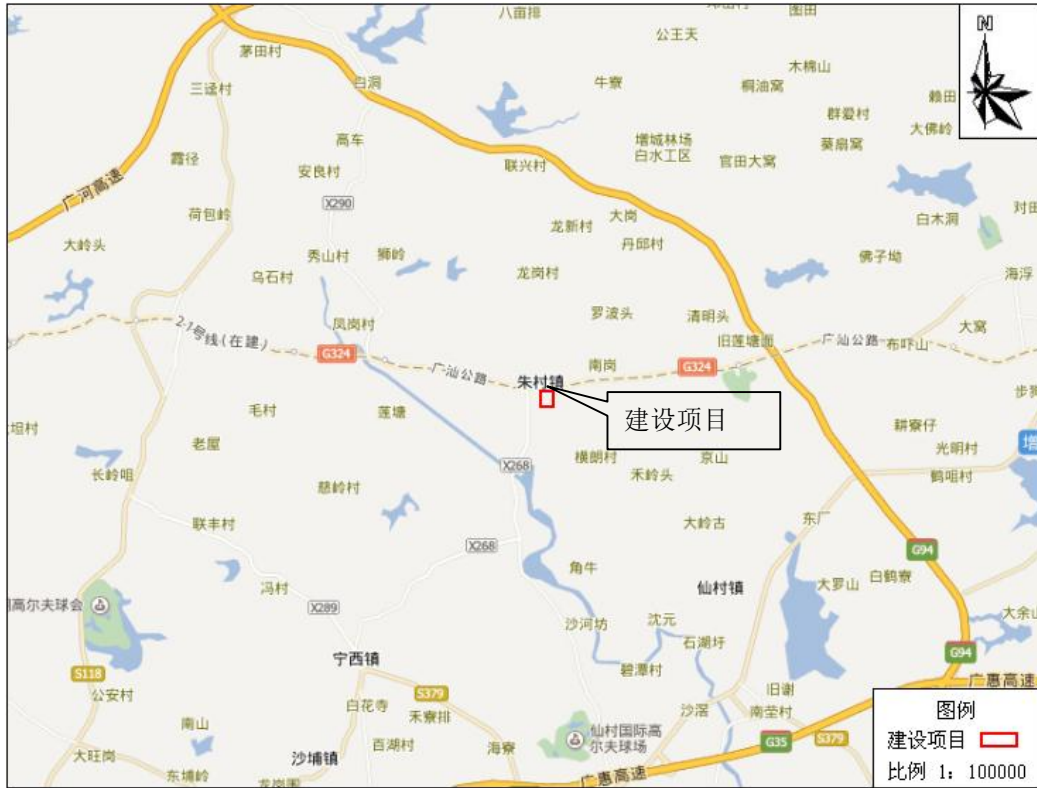 八亩排
图田
公王天
N
茅田村
木棉山
白洞
牛寮
桐油窝
三迳村
赖田
群爱村
大佛岭
高车
增城林场
白水工区
葵扇窝
霞径
联兴村
官田大窝
安良村
广河高速
X290
荷包岭
大岗
龙新村
白木洞
对田
丹邱村
大岭头
秀山村
狮岭
佛子坳
乌石村
龙岗村
海浮
罗波头
清明头
凤岗村
大窝
21号线(在建)
旧莲塘面
广汕公路
布吓山
G324
广汕公路
南岗
G324
朱村镇
建设项目
毛村
莲塘
耕寮仔
老屋
光明村
增
横朗村
京山
X268
长岭咀
禾岭头
鹤咀村
慈岭村
大岭古
东厂
联丰村
X268
G94
角牛
白鹤寮
冯村
仙村镇
大罗山
高尔夫球会
X289
沙河坊
沈元
大余山
石湖圩
宁西镇
碧潭村
G94
S118
广惠高速
公安村
S379
旧谢
白花寺
沙滘
图例
南山
禾寮排
南埜村
仙村国际高
尔夫球场
建设项目
百湖村
海寮
G35
S379
大旺岗
沙埔镇
东埔岭
广惠高速
比例 1: 100000
龙岗围